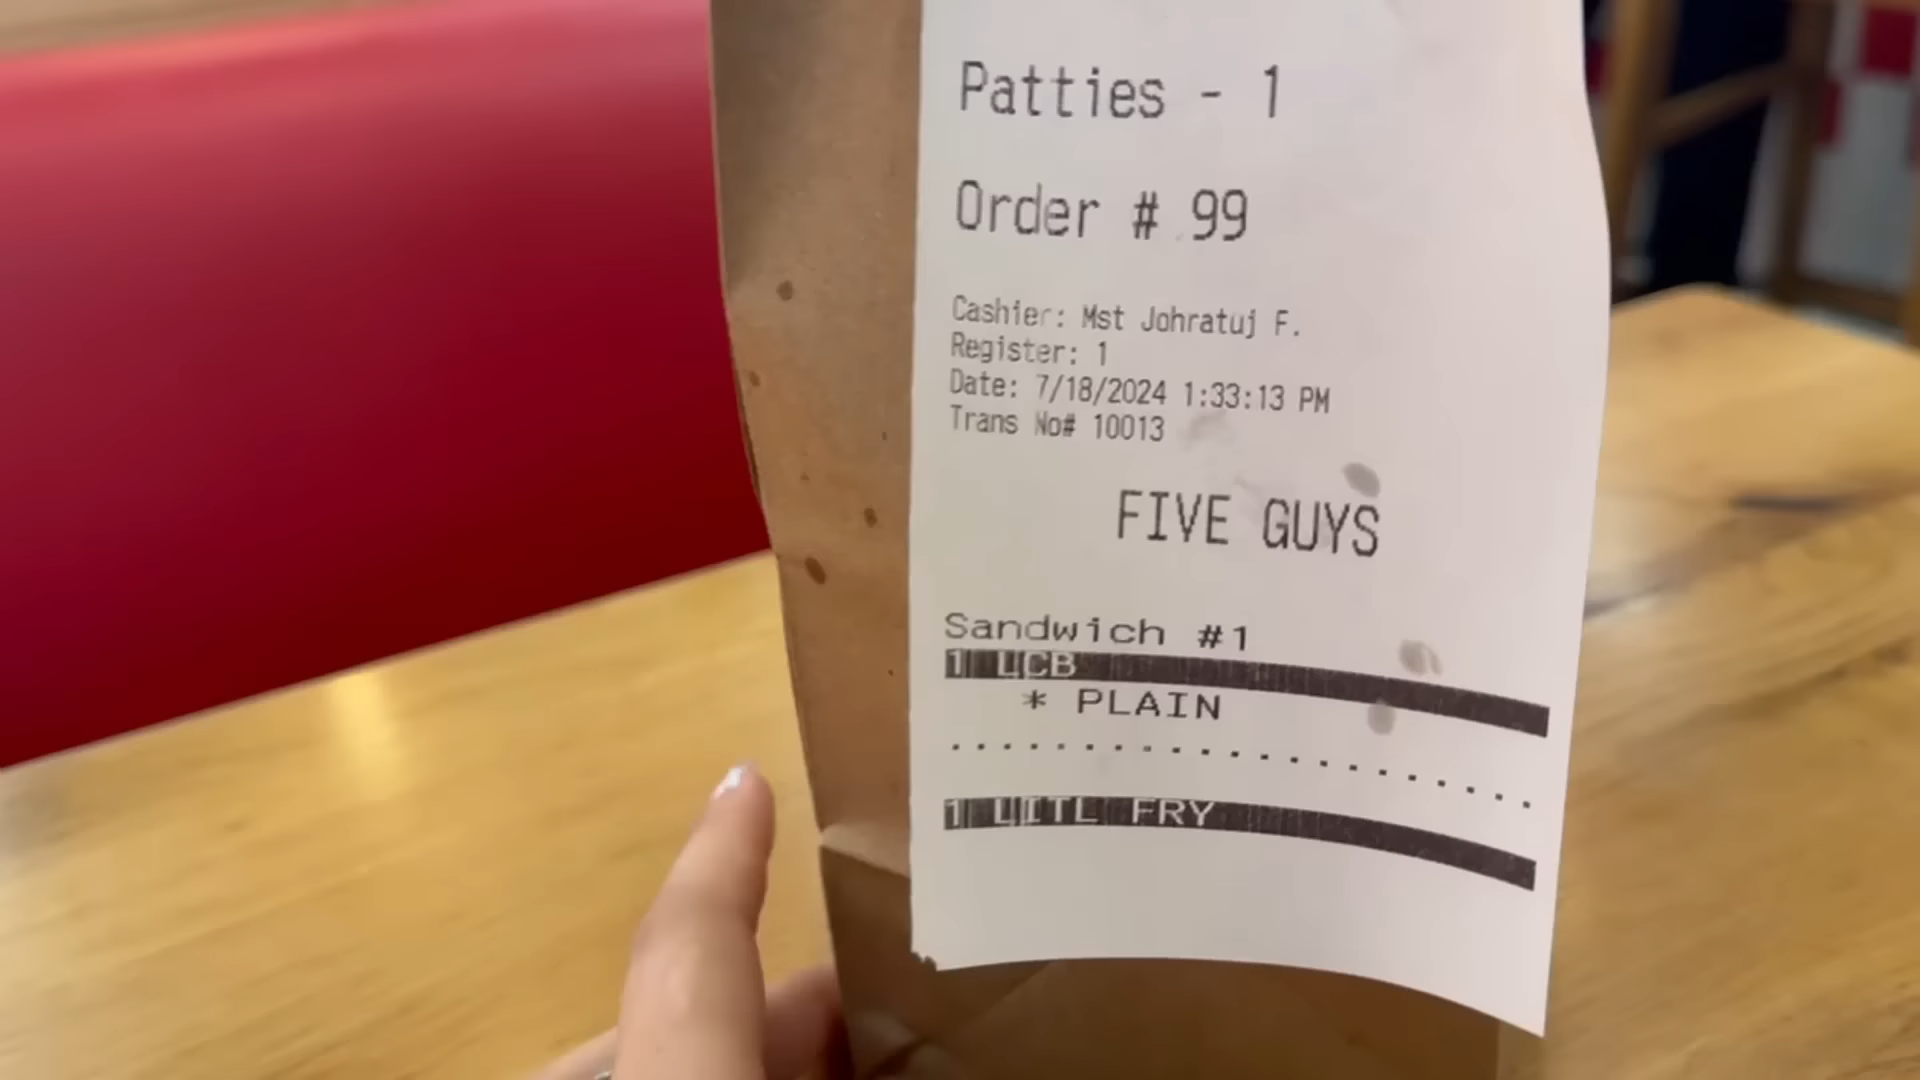 Patties - 1
Order # 99
Cashier: Mst Johratuj F.
Register: 1
Date: 7/18/2024 1:33:13 PM
Trans No# 10013
FIVE GUYS
Sandwich #1
1 LCB
* PLAIN
1 LITL FRY